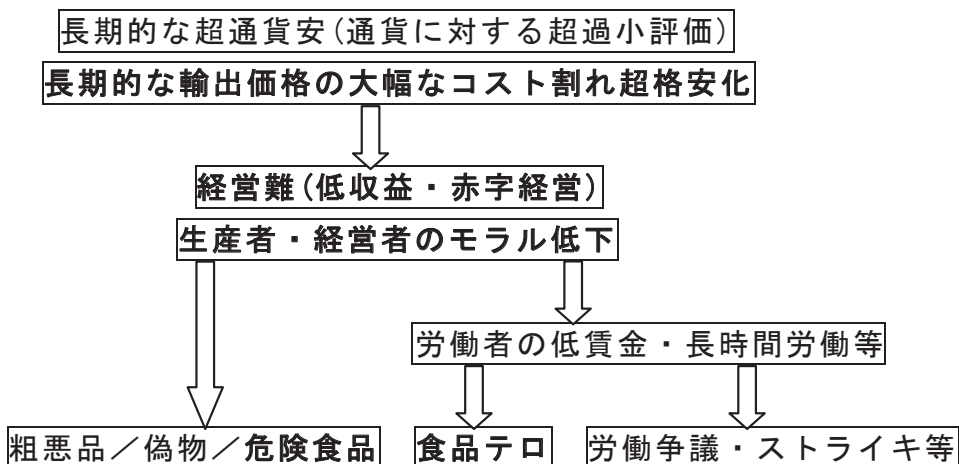 長期的な超通貨安(通貨に対する超過小評価)
長期的な輸出価格の大幅なコスト割れ超格安化
経営難(低収益・赤字経営)
生産者・経営者のモラル低下
労働者の低賃金・長時間労働等
粗悪品／偽物／危険食品
食品テロ
労働争議・ストライキ等